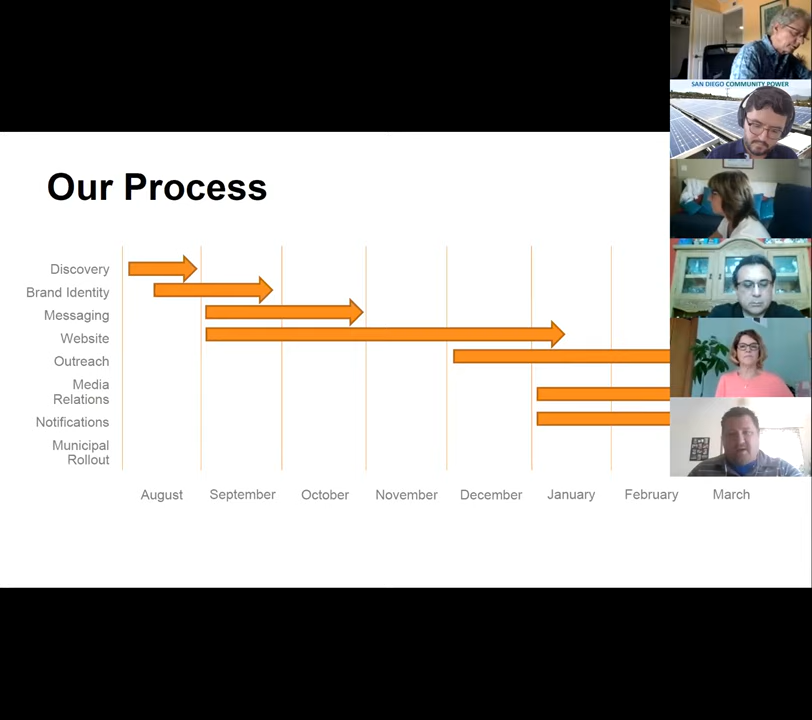 SAN DIEGO COMMUNITY POWER
Our Process
Discovery
Brand Identity
Messaging
Website
Outreach
Media
Relations
Notifications
Municipal
Rollout
August September October November December January February March